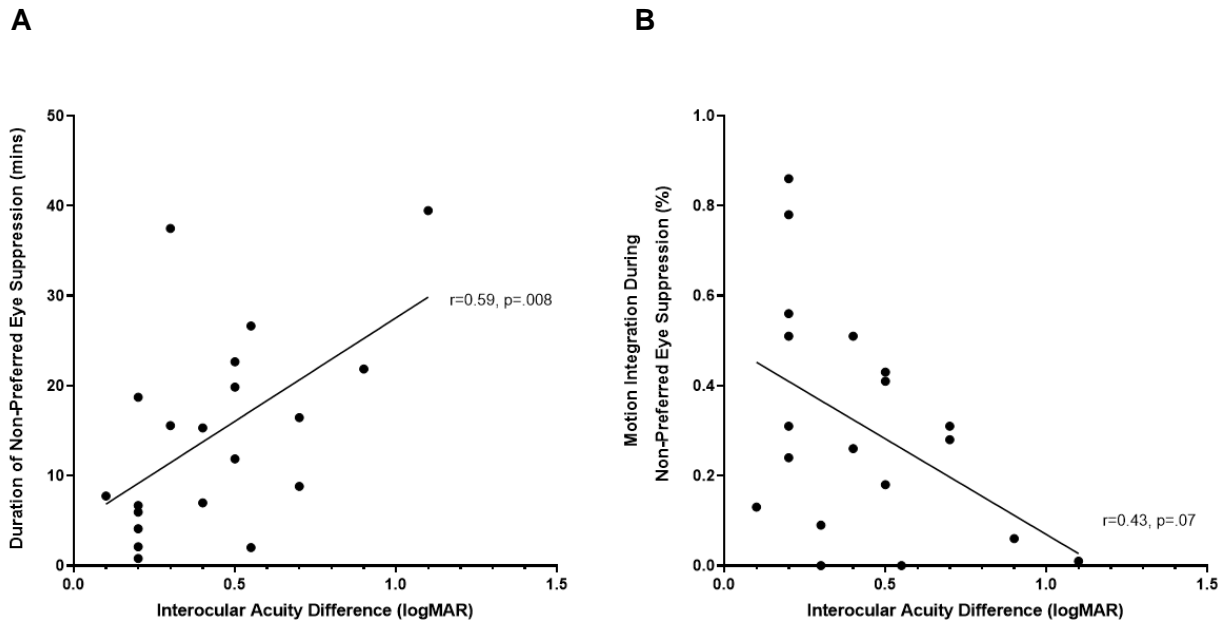 A
Duration of Non-Preferred Eye Suppression (mins)
50
40
30
20
10
0
0.0
0.5
1.0
1.5
r=0.59, p=.008
Interocular Acuity Difference (logMAR)
B
Motion Integration During
Non-Preferred Eye Suppression (%)
1.0
0.8
0.6
0.4
0.2
0.0
0.0
0.5
1.0
1.5
r=0.43, p=.07
Interocular Acuity Difference (logMAR)